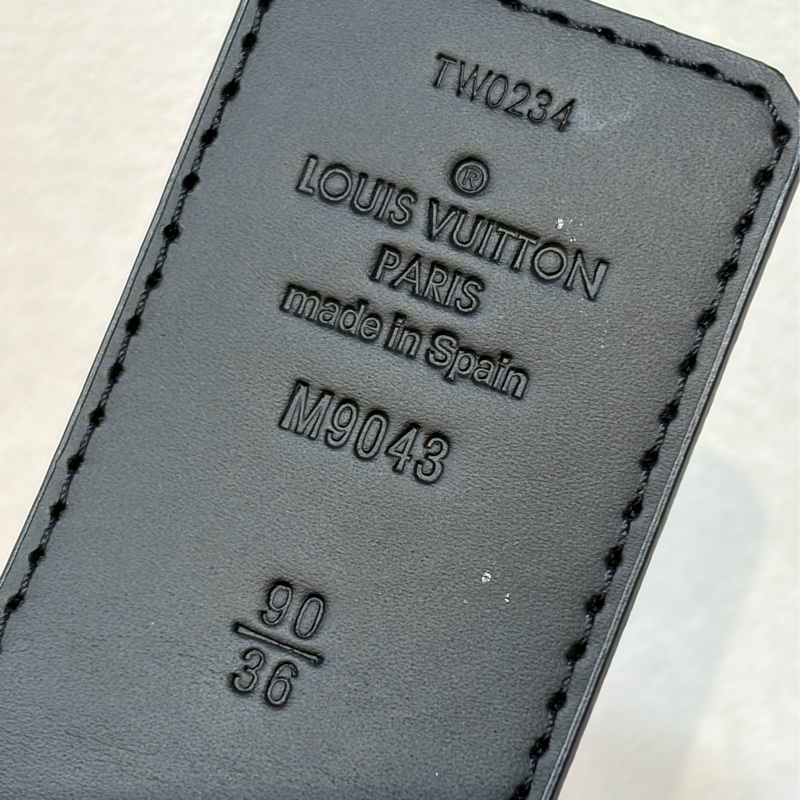 TW0234
®
LOUIS VUITTON
PARIS
made in Spain
M9043
90
36